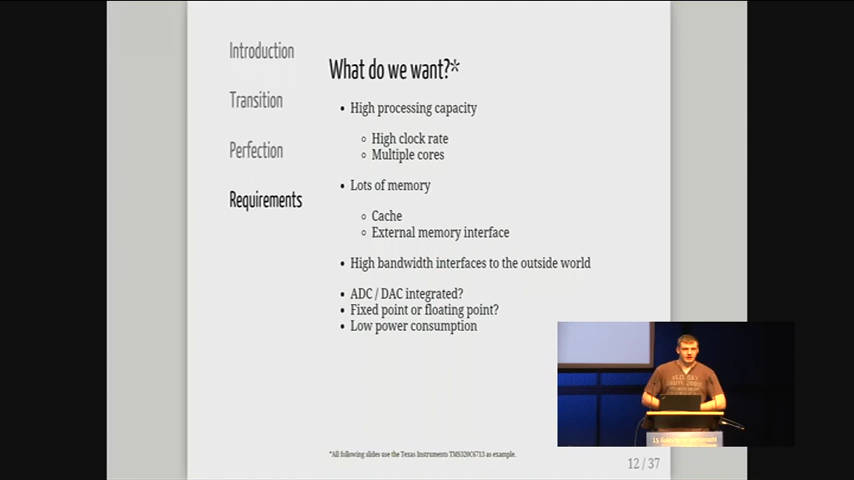 Introduction
Transition
Perfection
Requirements
What do we want?*
• High processing capacity
◦ High clock rate
◦ Multiple cores
• Lots of memory
◦ Cache
◦ External memory interface
• High bandwidth interfaces to the outside world
• ADC / DAC integrated?
• Fixed point or floating point?
• Low power consumption
*All following slides use the Texas Instruments TMS320C6713 as example.
12 / 37